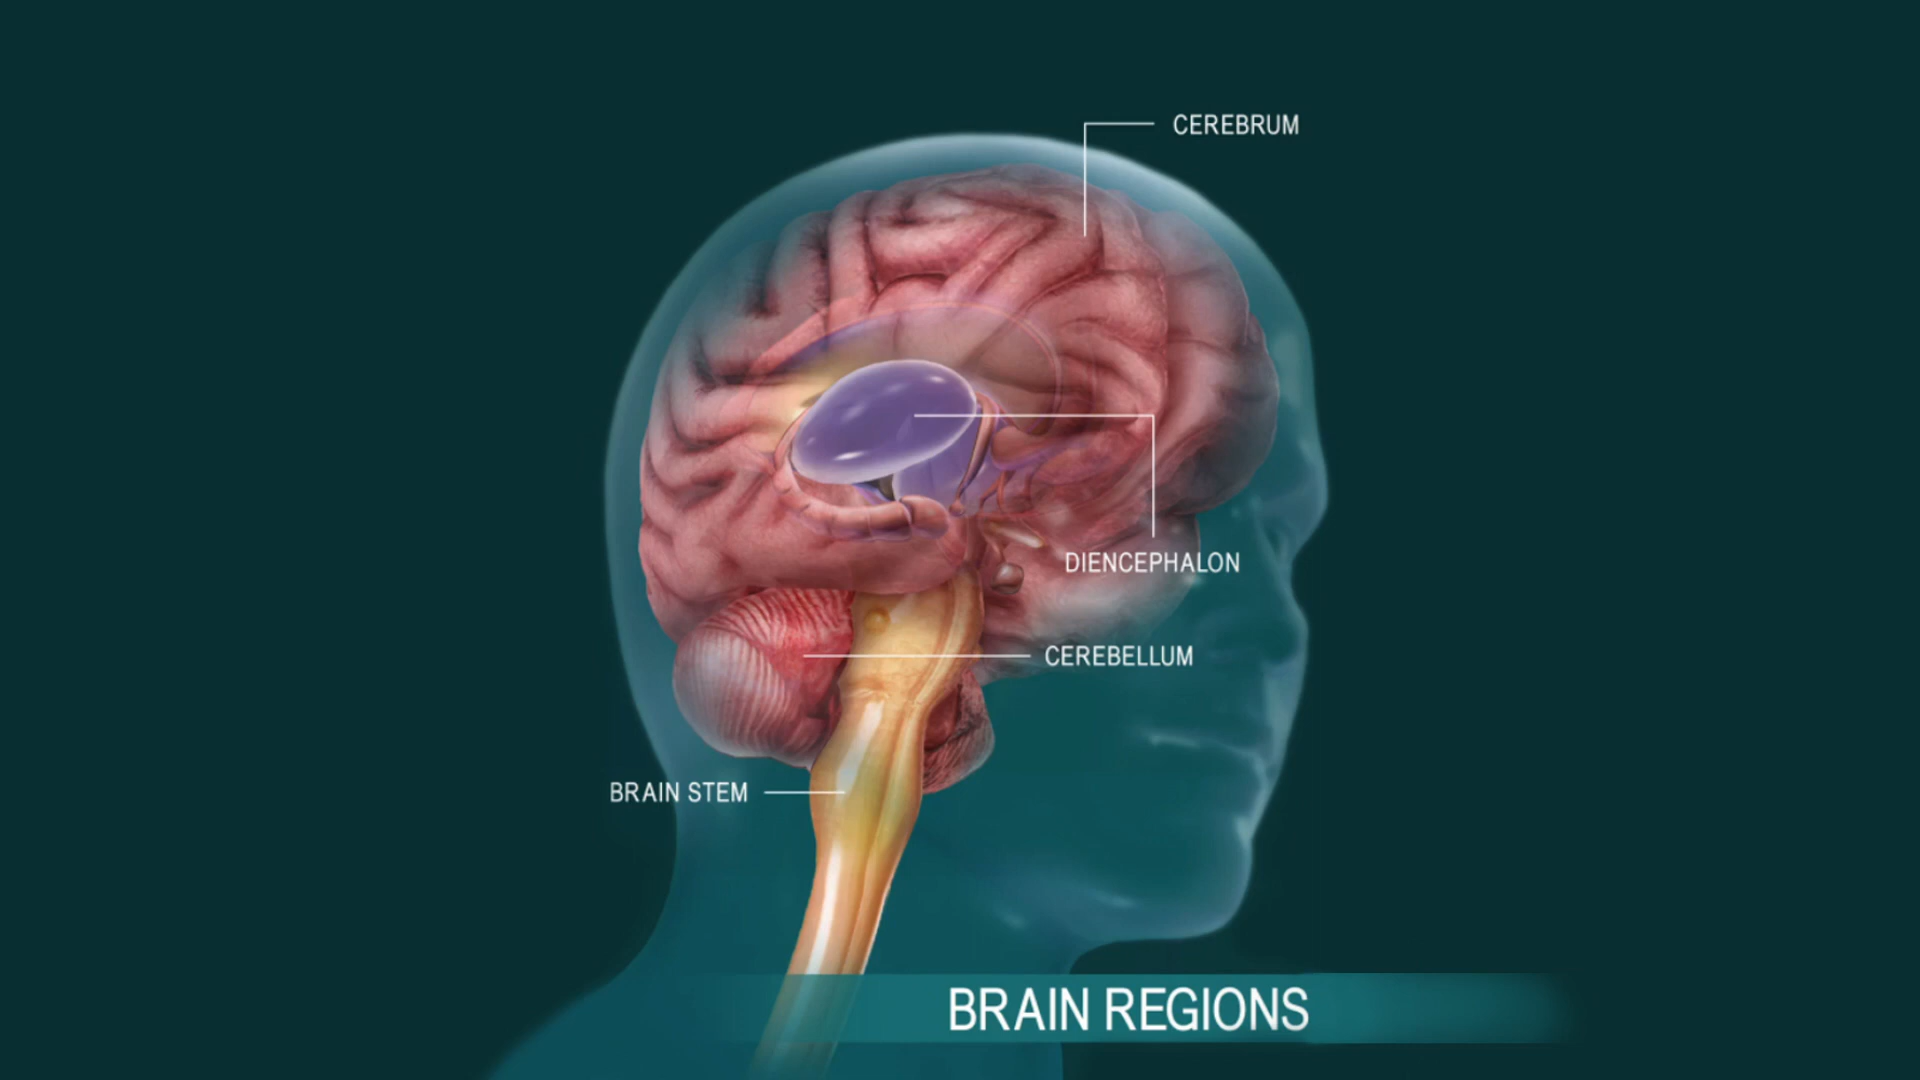 CEREBRUM
DIENCEPHALON
CEREBELLUM
BRAIN STEM
BRAIN REGIONS